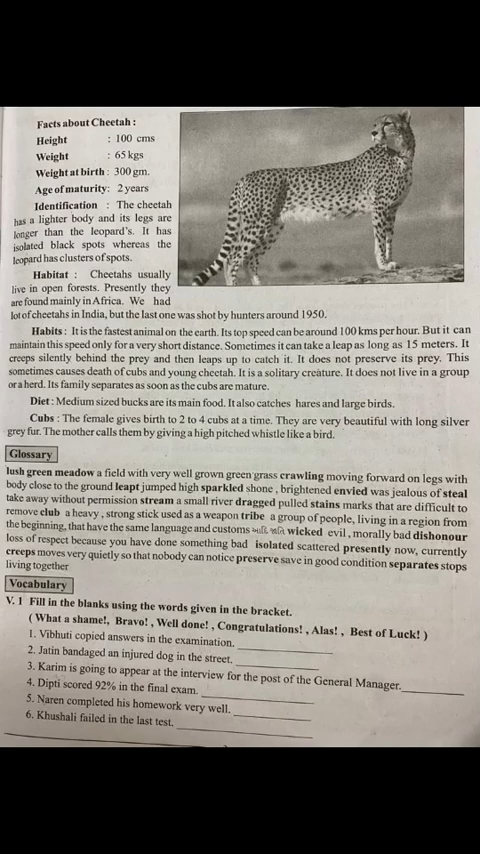 Facts about Cheetah :
Height : 100 cms
Weight : 65 kgs
Weight at birth : 300 gm.
Age of maturity: 2 years
Identification : The cheetah
has a lighter body and its legs are
longer than the leopard's. It has
isolated black spots whereas the
leopard has clusters of spots.
Habitat : Cheetahs usually
live in open forests. Presently they
are found mainly in Africa. We had
lot of cheetahs in India, but the last one was shot by hunters around 1950.
Habits : It is the fastest animal on the earth. Its top speed can be around 100 kms per hour. But it can
maintain this speed only for a very short distance. Sometimes it can take a leap as long as 15 meters. It
creeps silently behind the prey and then leaps up to catch it. It does not preserve its prey. This
sometimes causes death of cubs and young cheetah. It is a solitary creature. It does not live in a group
or a herd. Its family separates as soon as the cubs are mature.
Diet : Medium sized bucks are its main food. It also catches hares and large birds.
Cubs : The female gives birth to 2 to 4 cubs at a time. They are very beautiful with long silver
grey fur. The mother calls them by giving a high pitched whistle like a bird.
Glossary
lush green meadow a field with very well grown green grass crawling moving forward on legs with
body close to the ground leapt jumped high sparkled shone , brightened envied was jealous of steal
take away without permission stream a small river dragged pulled stains marks that are difficult to
remove club a heavy , strong stick used as a weapon tribe a group of people, living in a region from
the beginning, that have the same language and customs wicked evil , morally bad dishonour
loss of respect because you have done something bad isolated scattered presently now, currently
creeps moves very quietly so that nobody can notice preserve save in good condition separates stops
living together
Vocabulary
V. 1 Fill in the blanks using the words given in the bracket.
( What a shame!, Bravo! , Well done! , Congratulations! , Alas! , Best of Luck! )
1. Vibhuti copied answers in the examination.
2. Jatin bandaged an injured dog in the street.
3. Karim is going to appear at the interview for the post of the General Manager.
4. Dipti scored 92% in the final exam.
5. Naren completed his homework very well.
6. Khushali failed in the last test.